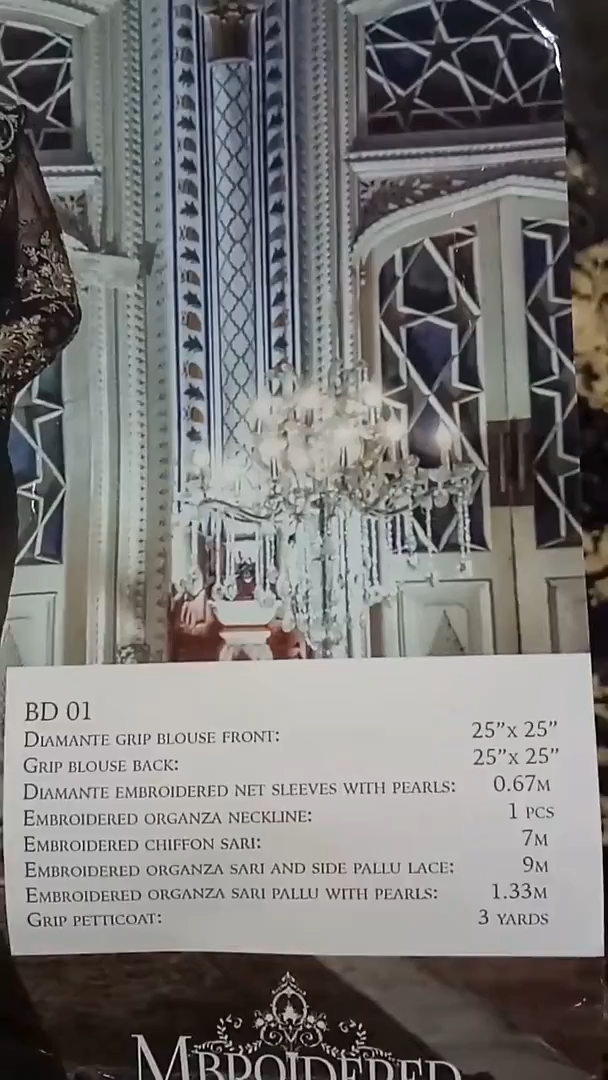 BD 01
DIAMANTE GRIP BLOUSE FRONT: 25”X 25”
GRIP BLOUSE BACK: 25”X 25”
DIAMANTE EMBROIDERED NET SLEEVES WITH PEARLS: 0.67M
EMBROIDERED ORGANZA NECKLINE: 1 PCS
EMBROIDERED CHIFFON SARI: 7M
EMBROIDERED ORGANZA SARI AND SIDE PALLU LACE: 9M
EMBROIDERED ORGANZA SARI PALLU WITH PEARLS: 1.33M
GRIP PETTICOAT: 3 YARDS
MBROIDERED